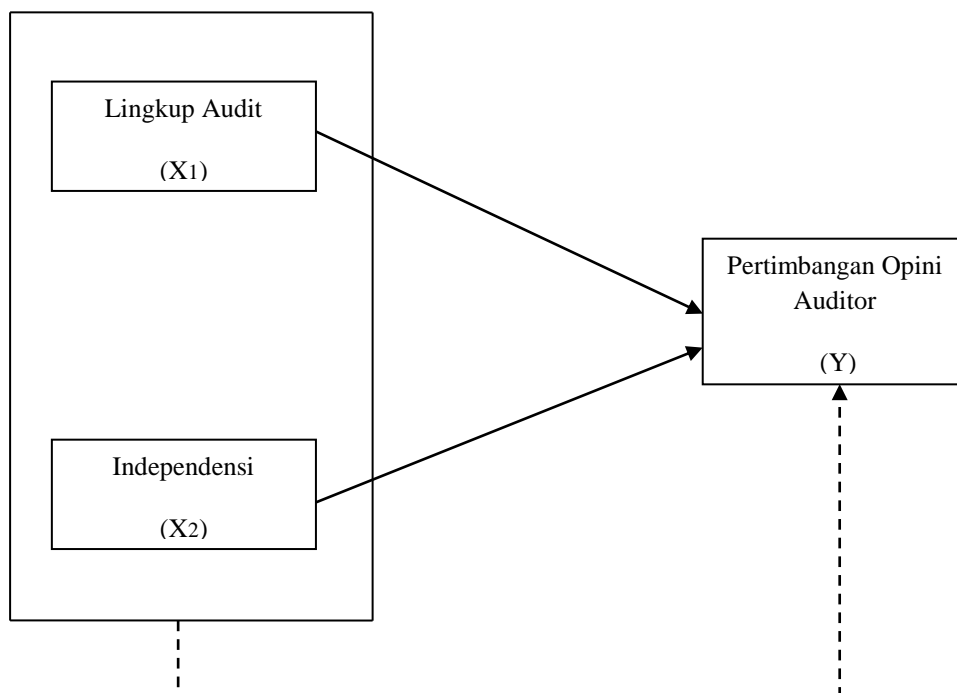 Lingkup Audit
(X1)
Pertimbangan Opini
Auditor
(Y)
Independensi
(X2)